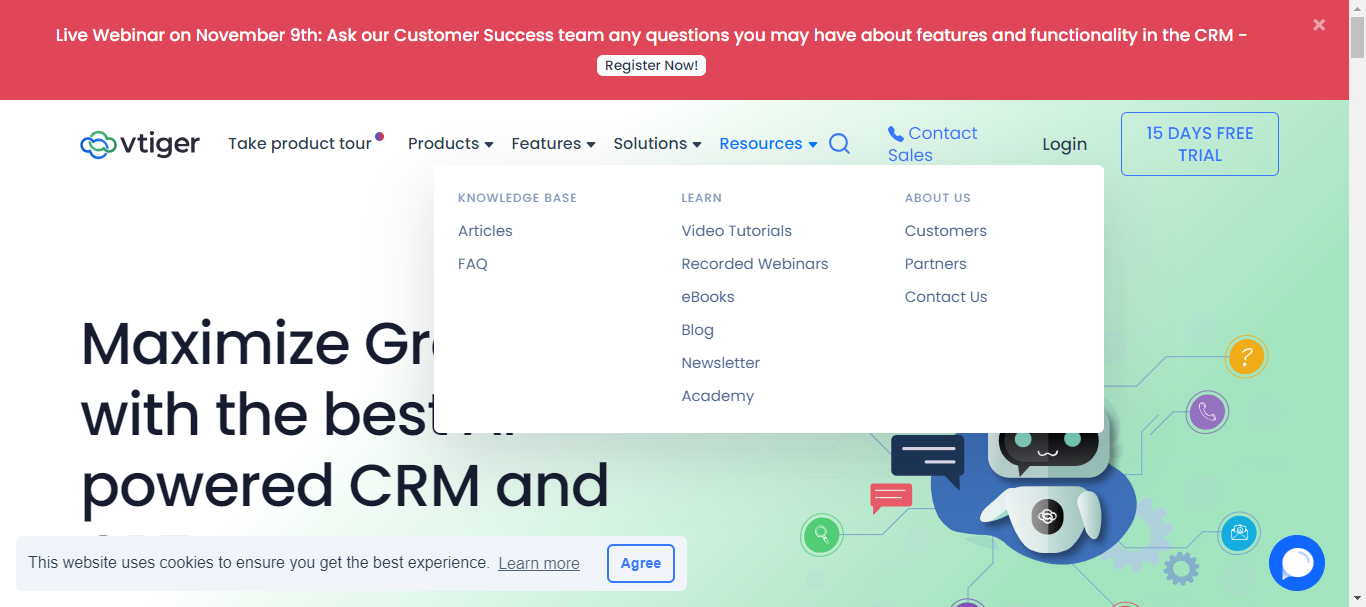 Live Webinar on November 9th: Ask our Customer Success team any questions you may have about features and functionality in the CRM -
Register Now!
×
vtiger
Take product tour
Products
Features
Solutions
Resources
Contact
Sales
Login
15 DAYS FREE
TRIAL
KNOWLEDGE BASE
Articles
FAQ
LEARN
Video Tutorials
Recorded Webinars
eBooks
Blog
Newsletter
Academy
ABOUT US
Customers
Partners
Contact Us
Maximize
with the best
powered CRM and
?
This website uses cookies to ensure you get the best experience. Learn more
Agree